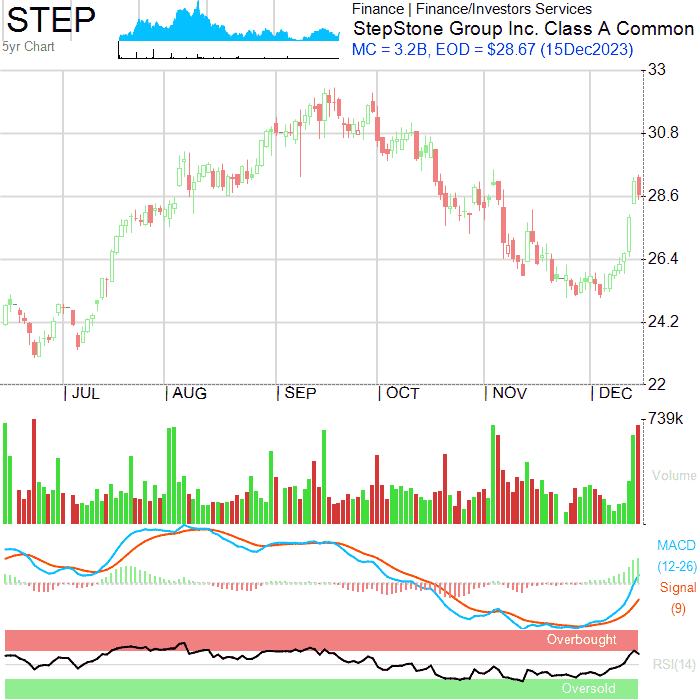 STEP
5yr Chart
Finance | Finance/Investors Services
StepStone Group Inc. Class A Common
MC = 3.2B, EOD = $28.67 (15Dec2023)
33
30.8
28.6
26.4
24.2
22
JUL
AUG
SEP
OCT
NOV
DEC
739k
Volume
MACD
(12-26)
Signal
(9)
Overbought
RSI(14)
Oversold